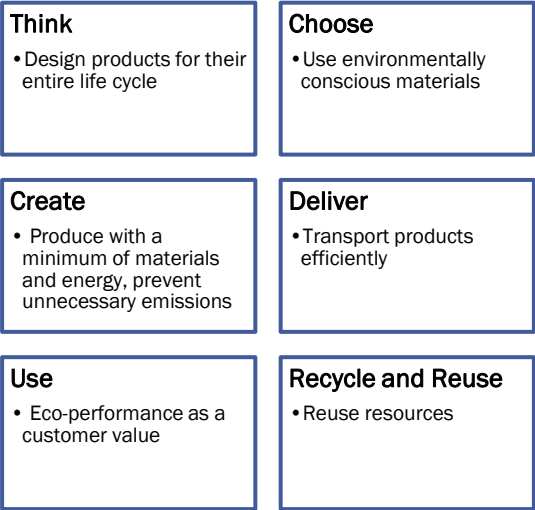 Think
•Design products for their
entire life cycle
Choose
•Use environmentally
conscious materials
Create
• Produce with a
minimum of materials
and energy, prevent
unnecessary emissions
Deliver
•Transport products
efficiently
Use
• Eco-performance as a
customer value
Recycle and Reuse
•Reuse resources